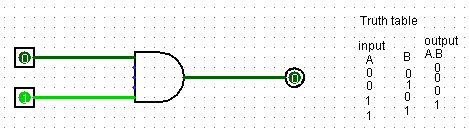 Truth table
input output
A B A.B
0 0 0
0 1 0
1 0 0
1 1 1
0
1
0